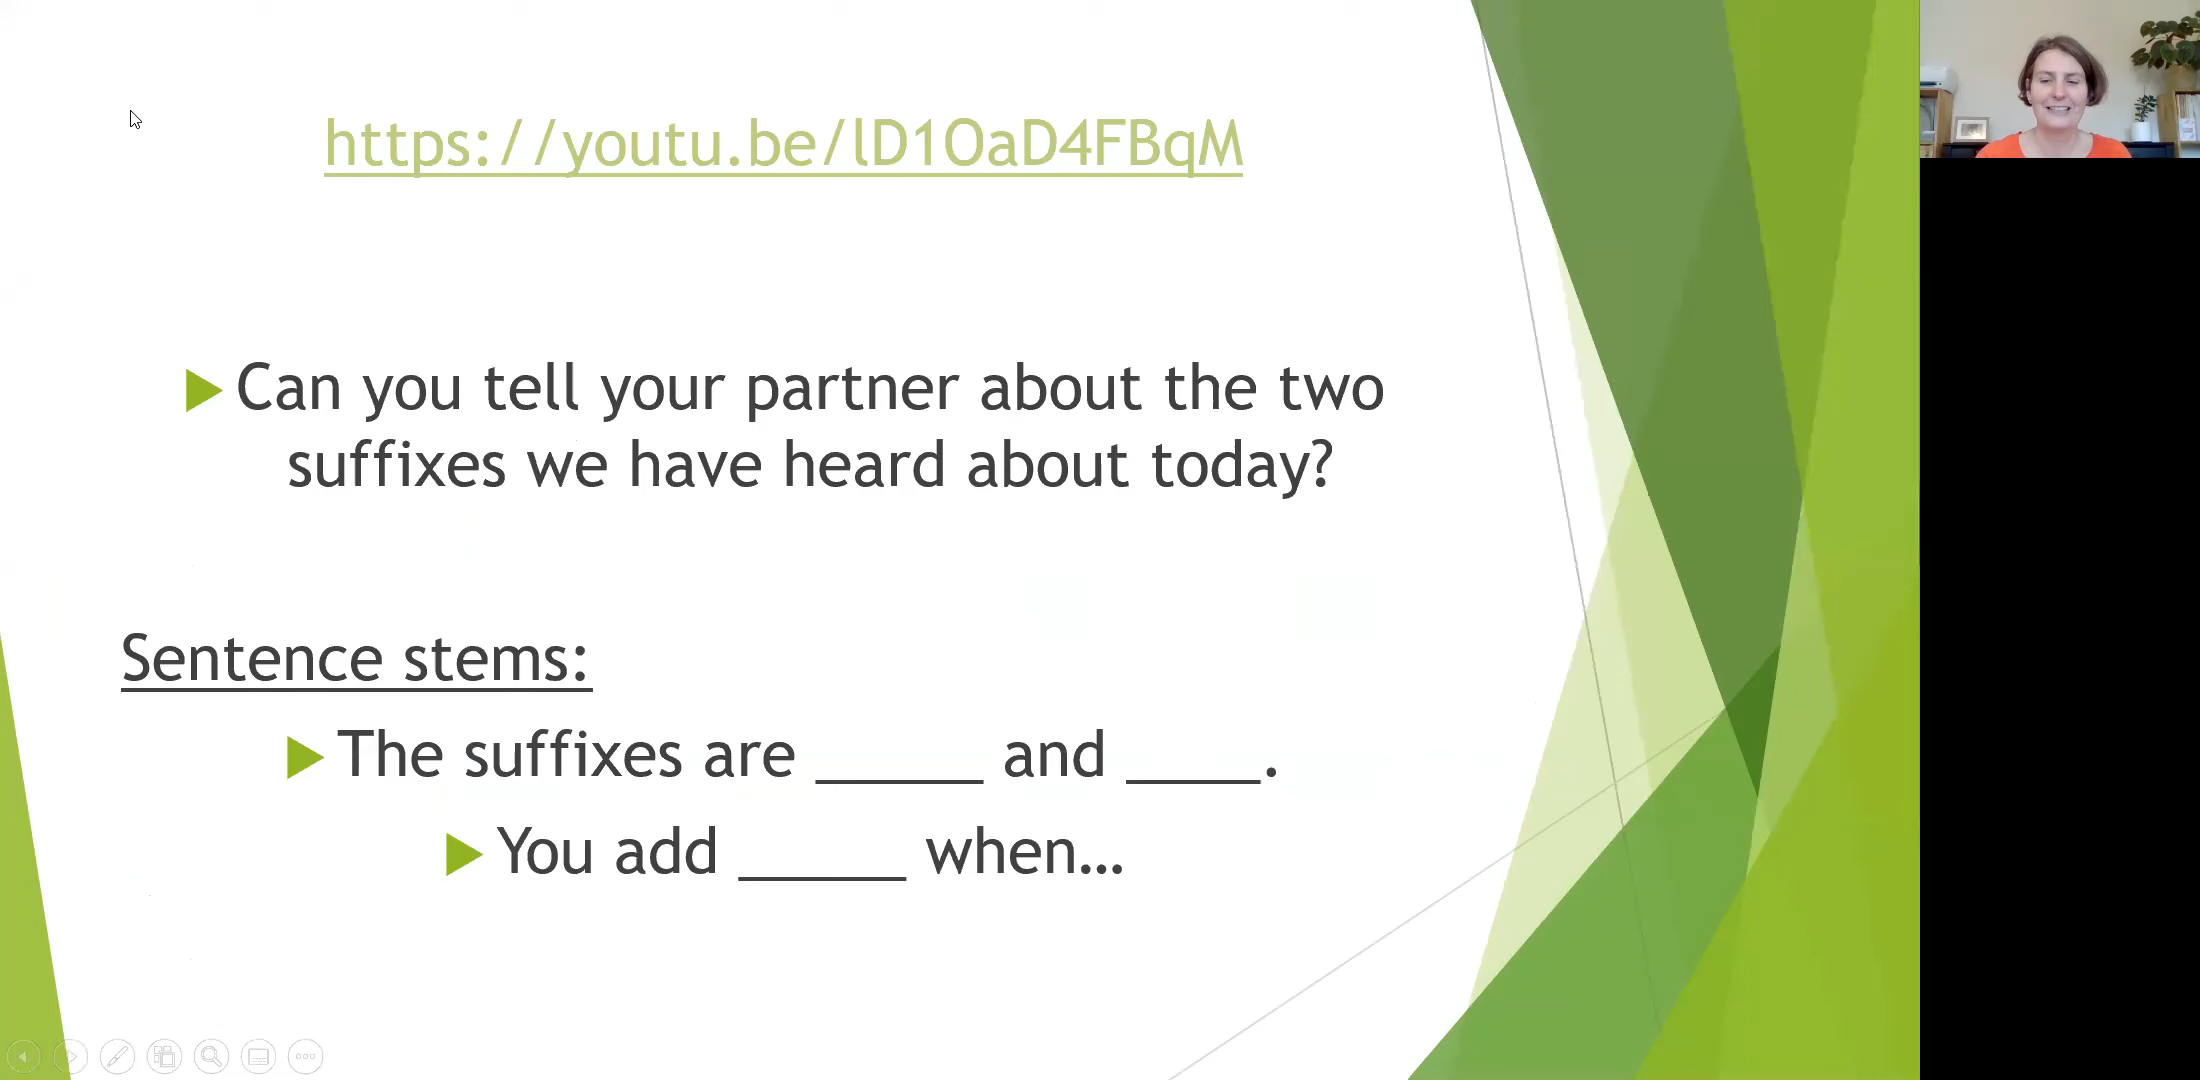 https://youtu.be/lD1OaD4FBqM
Can you tell your partner about the two
suffixes we have heard about today?
Sentence stems:
The suffixes are _____ and ____.
You add _____ when…